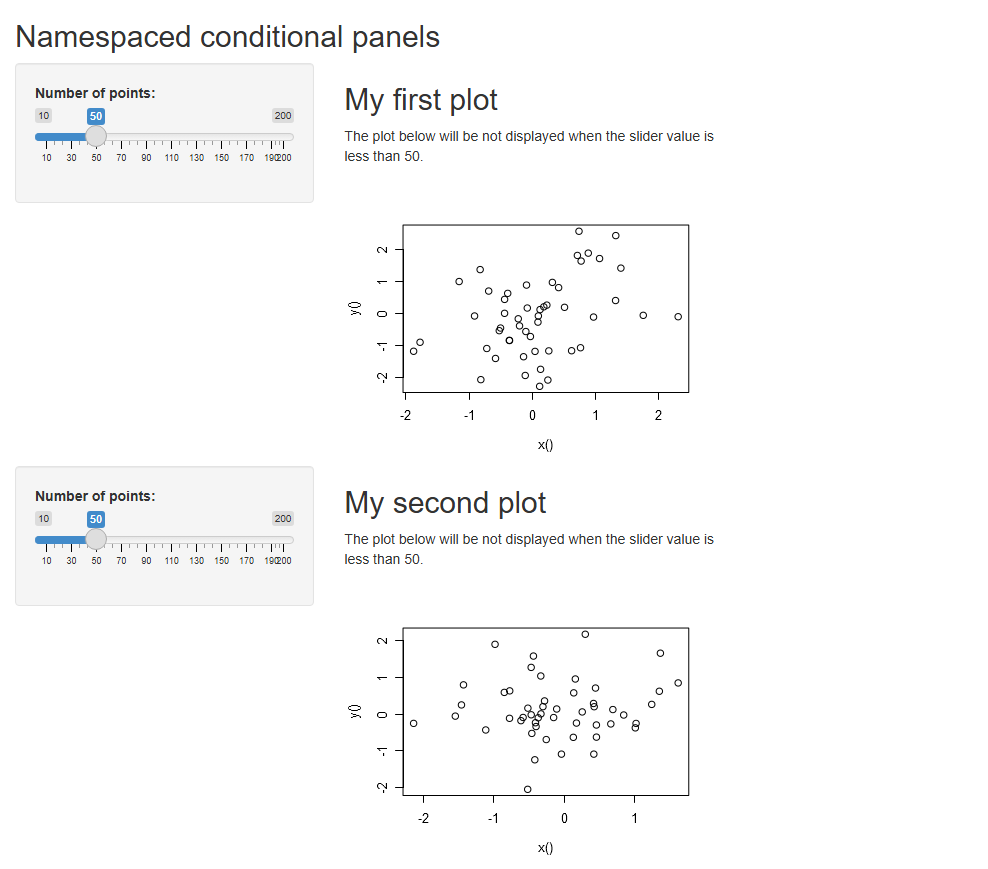 Namespaced conditional panels
Number of points:
10 50 200
10 30 50 70 90 110 130 150 170 190 200
My first plot
The plot below will be not displayed when the slider value is
less than 50.
y()
2
1
0
-1
-2
-2 -1 0 1 2
x()
Number of points:
10 50 200
10 30 50 70 90 110 130 150 170 190 200
My second plot
The plot below will be not displayed when the slider value is
less than 50.
y()
2
1
0
-1
-2
-2 -1 0 1
x()